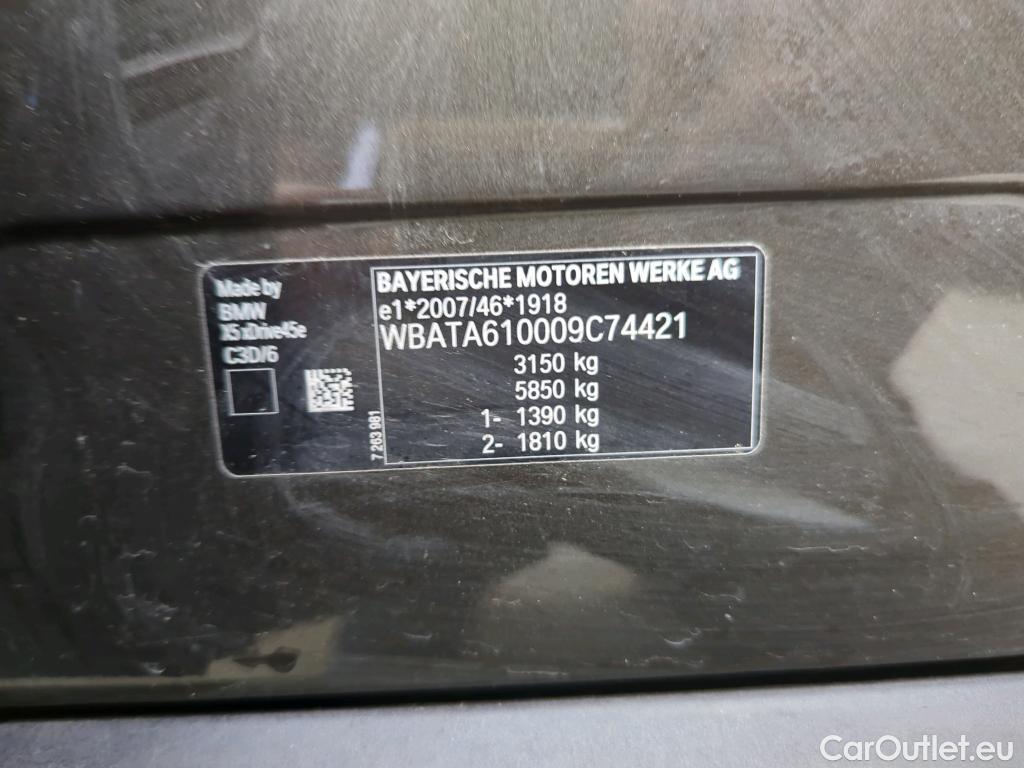 Made by
BMW
X5 xDrive45e
C3D/6
BAYERISCHE MOTOREN WERKE AG
e1*2007/46*1918
WBATA610009C74421
3150 kg
5850 kg
1- 1390 kg
2- 1810 kg
7 263 981
CarOutlet.eu